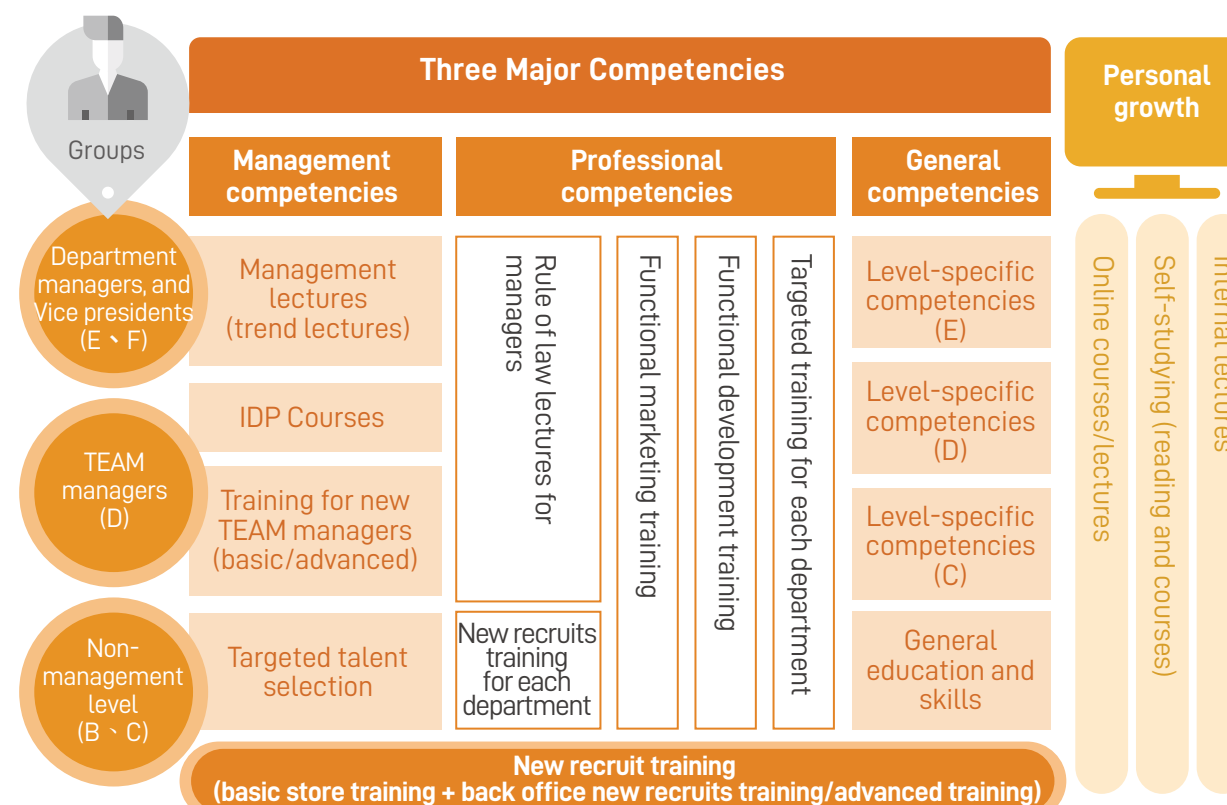 Groups
Three Major Competencies
Personal
growth
Management
competencies
Professional
competencies
General
competencies
Department
managers, and
Vice presidents
(E、F)
TEAM
managers
(D)
Non-
management
level
(B、C)
Management
lectures
(trend lectures)
IDP Courses
Training for new
TEAM managers
(basic/advanced)
Targeted talent
selection
Rule of law lectures for
managers
New recruits
training
for each
department
Functional marketing training
Functional development training
Targeted training for each department
Level-specific
competencies
(E)
Level-specific
competencies
(D)
Level-specific
competencies
(C)
General
education and
skills
Online courses/lectures
Self-studying (reading and courses)
Internal lectures
New recruit training
(basic store training + back office new recruits training/advanced training)